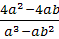 4a² − 4ab
a³ − ab²